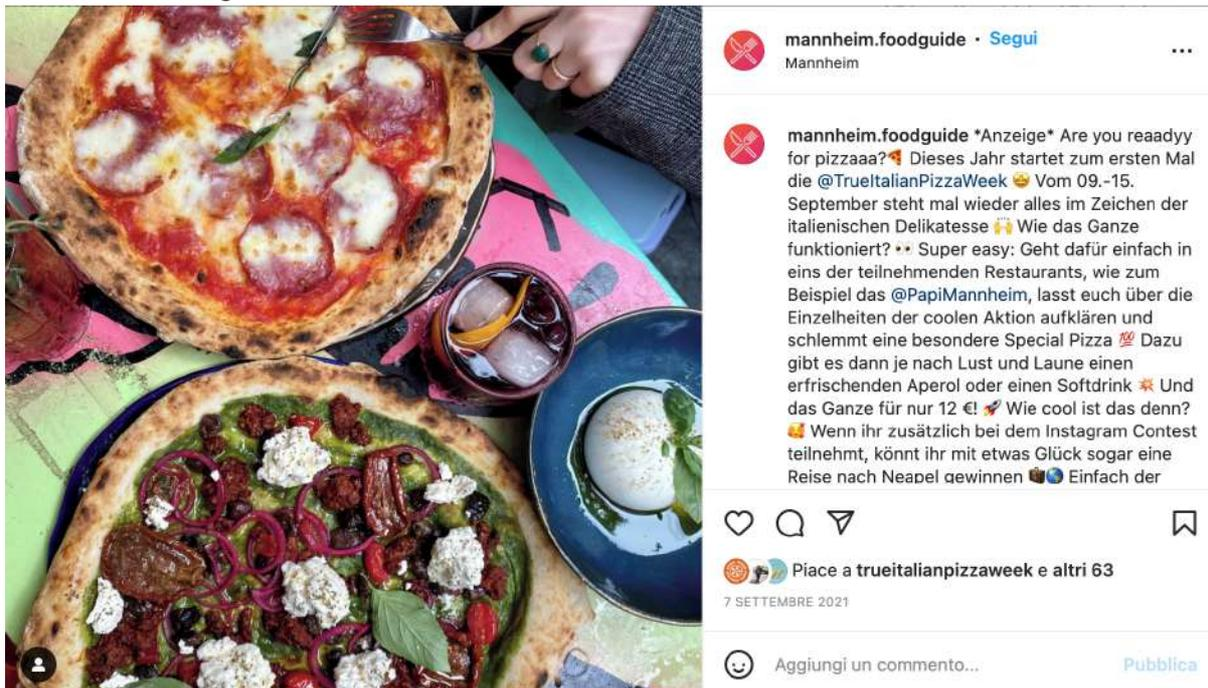 mannheim.foodguide • Segui
Mannheim
mannheim.foodguide *Anzeige* Are you reaadyy
for pizzaaa?🍕 Dieses Jahr startet zum ersten Mal
die @TrueItalianPizzaWeek 🤩 Vom 09.-15.
September steht mal wieder alles im Zeichen der
italienischen Delikatesse 🙌 Wie das Ganze
funktioniert? 👀 Super easy: Geht dafür einfach in
eins der teilnehmenden Restaurants, wie zum
Beispiel das @PapiMannheim, lasst euch über die
Einzelheiten der coolen Aktion aufklären und
schlemmt eine besondere Special Pizza 💯 Dazu
gibt es dann je nach Lust und Laune einen
erfrischenden Aperol oder einen Softdrink 💥 Und
das Ganze für nur 12 €! 🚀 Wie cool ist das denn?
🥰 Wenn ihr zusätzlich bei dem Instagram Contest
teilnehmt, könnt ihr mit etwas Glück sogar eine
Reise nach Neapel gewinnen 🧳🌎 Einfach der
Piace a trueitalianpizzaweek e altri 63
7 SETTEMBRE 2021
Aggiungi un commento... Pubblica